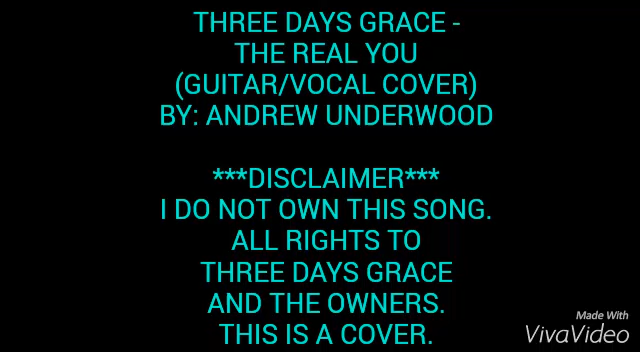 THREE DAYS GRACE -
THE REAL YOU
(GUITAR/VOCAL COVER)
BY: ANDREW UNDERWOOD
***DISCLAIMER***
I DO NOT OWN THIS SONG.
ALL RIGHTS TO
THREE DAYS GRACE
AND THE OWNERS.
THIS IS A COVER.
Made With
VivaVideo